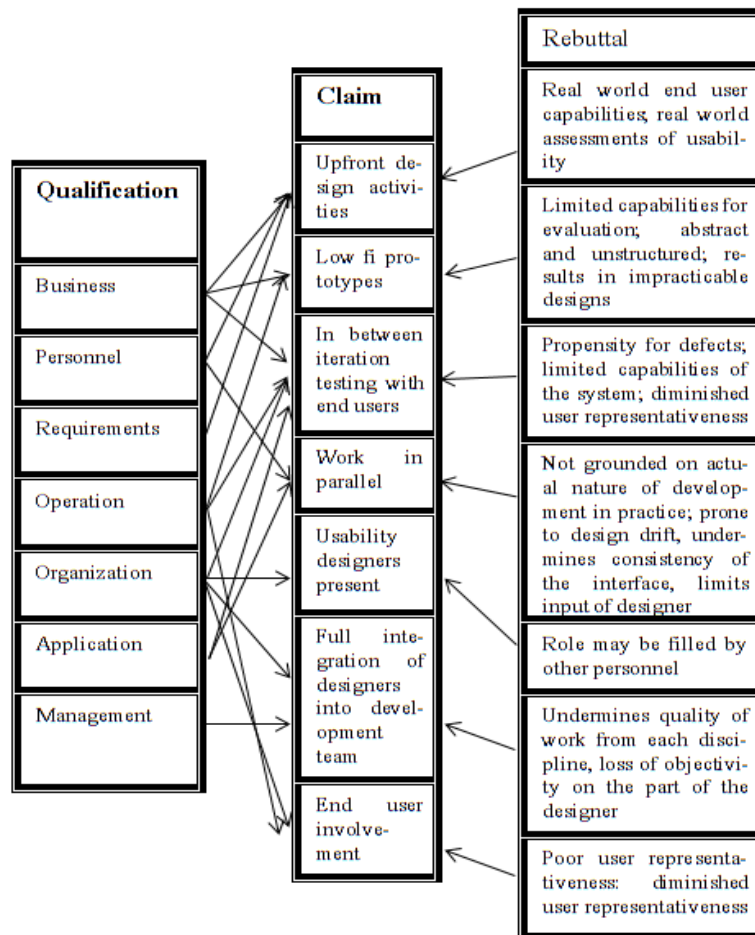 Qualification
Business
Personnel
Requirements
Operation
Organization
Application
Management
Claim
Upfront de-
sign activi-
ties
Low fi pro-
totypes
In between
iteration
testing with
end users
Work in
parallel
Usability
designers
present
Full inte-
gration of
designers
into devel-
opment
team
End user
involve-
ment
Rebuttal
Real world end user
capabilities; real world
assessments of usabil-
ity
Limited capabilities for
evaluation; abstract
and unstructured; re-
sults in impracticable
designs
Propensity for defects;
limited capabilities of
the system; diminished
user representativeness
Not grounded on actu-
al nature of develop-
ment in practice; prone
to design drift, under-
mines consistency of
the interface, limits
input of designer
Role may be filled by
other personnel
Undermines quality of
work from each disci-
pline, loss of objectivi-
ty on the part of the
designer
Poor user representa-
tiveness: diminished
user representativeness